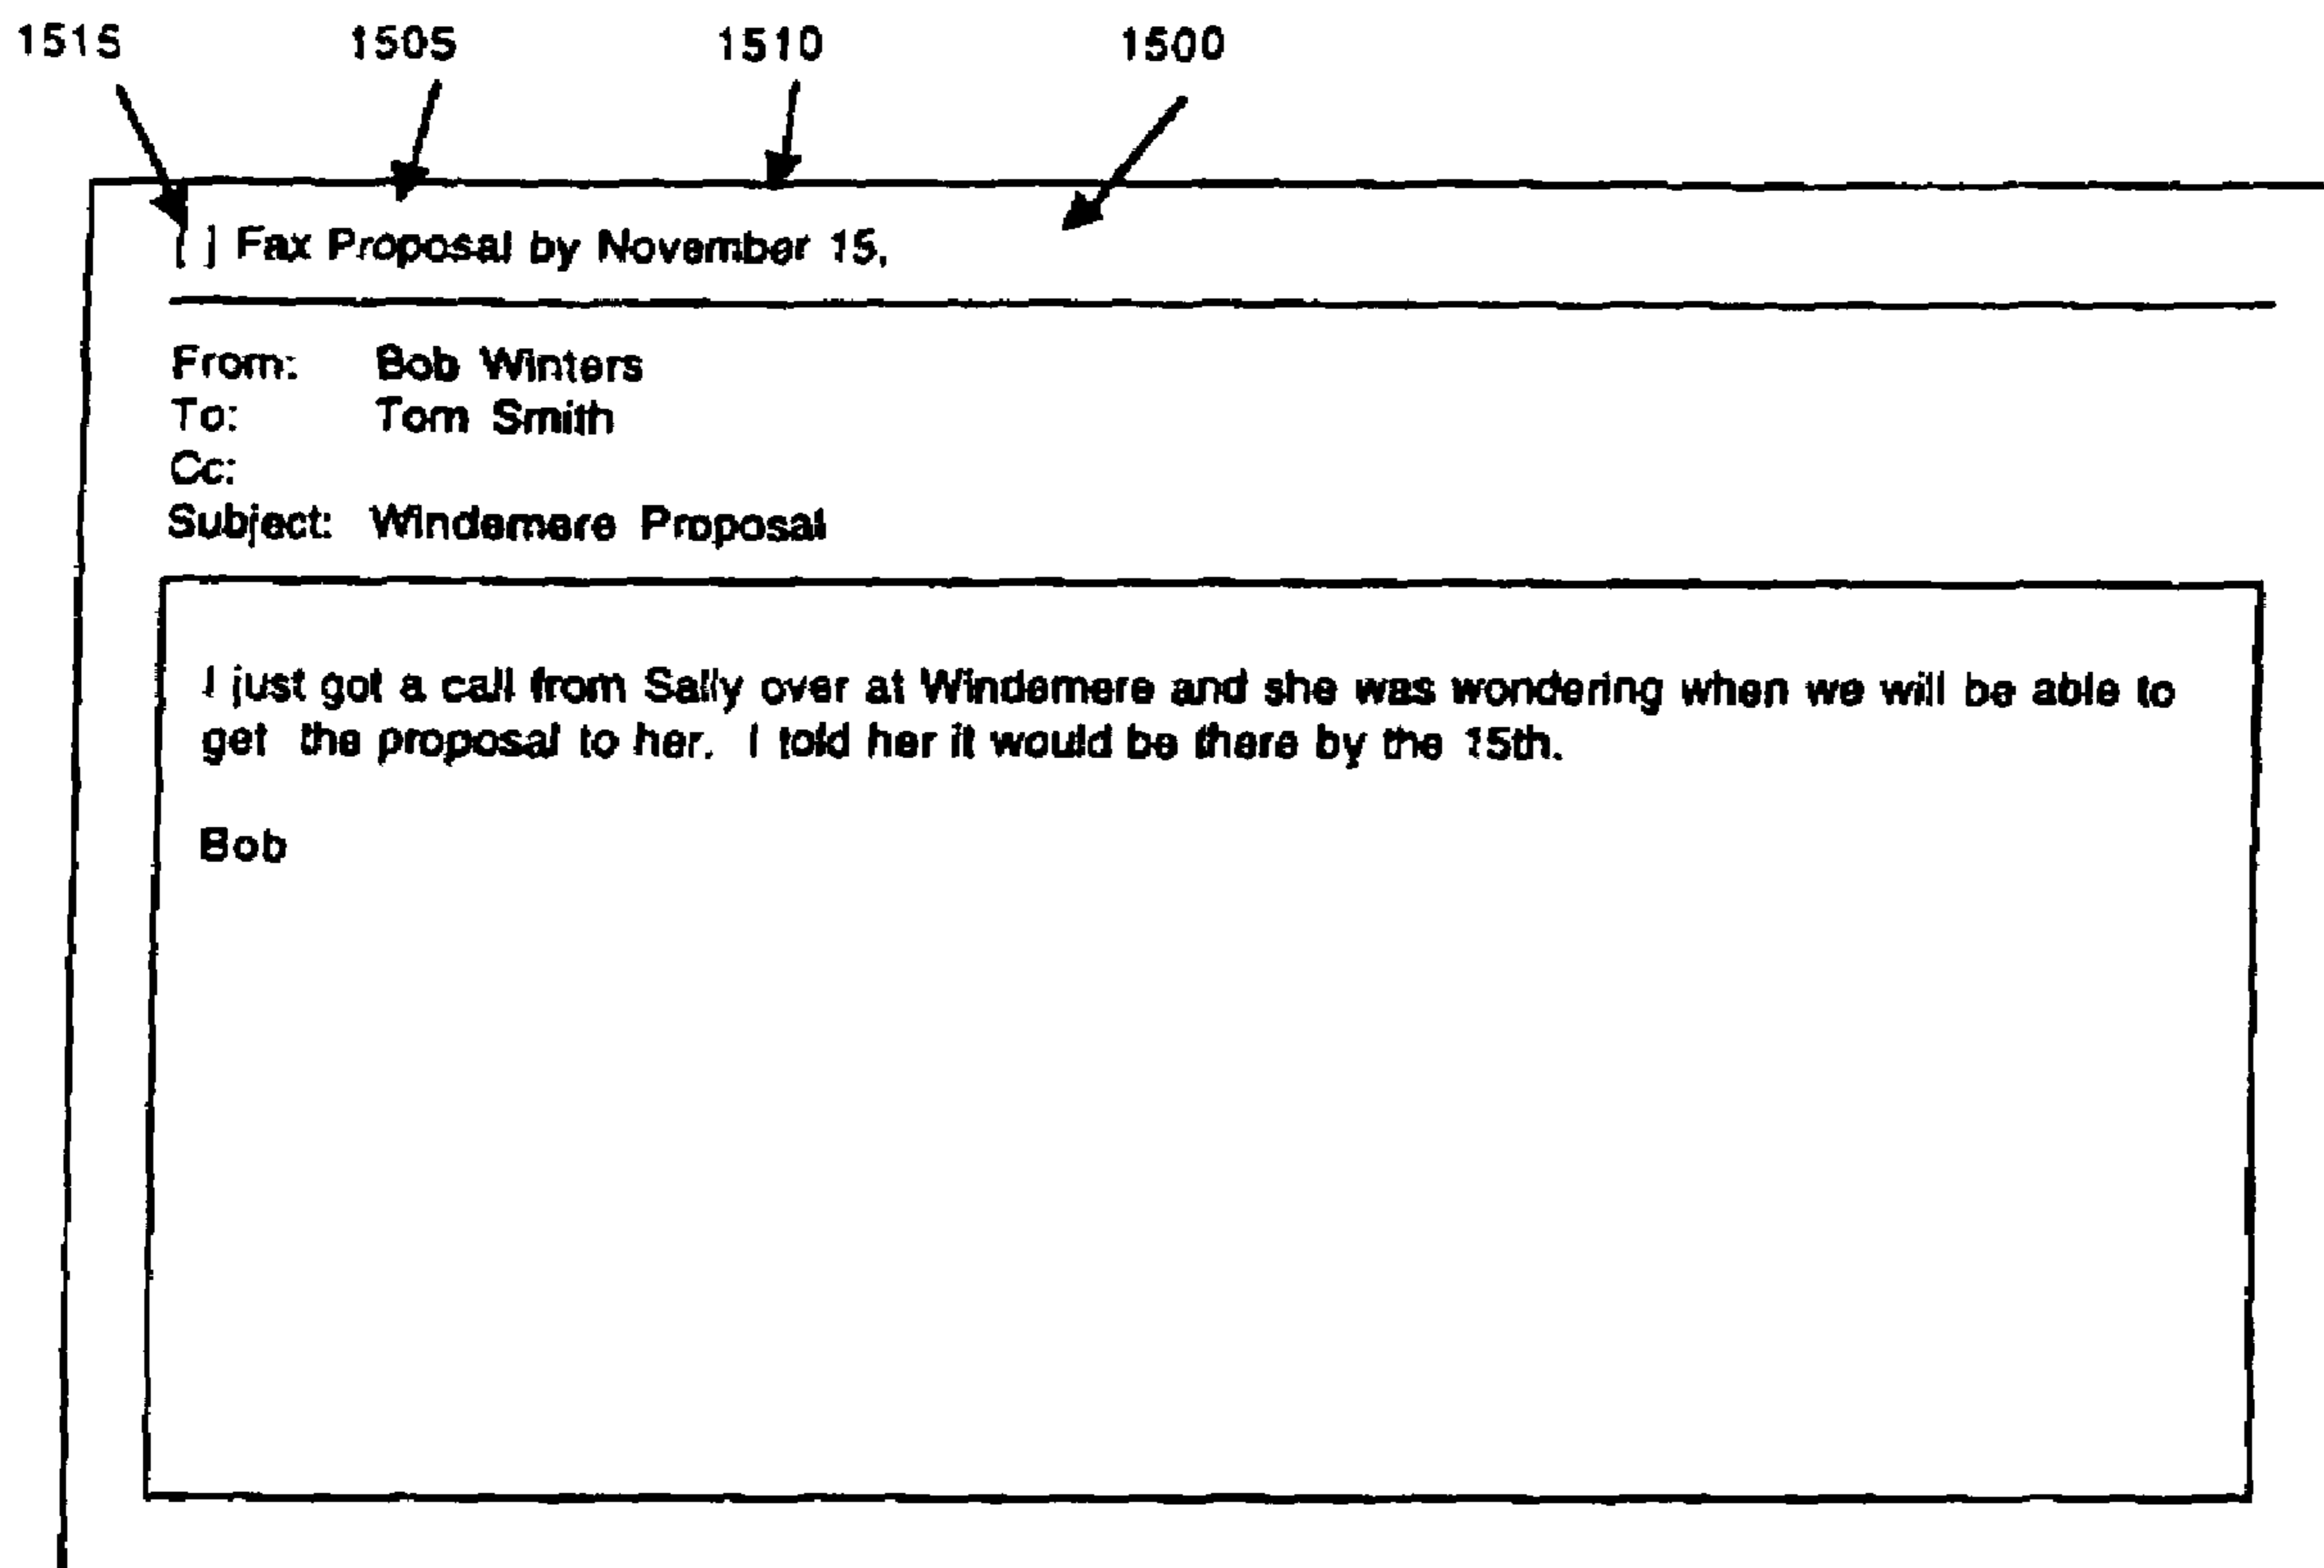 1515 1505 1510 1500
[ ] Fax Proposal by November 15,
From: Bob Winters
To: Tom Smith
Cc:
Subject: Windemere Proposal
I just got a call from Sally over at Windemere and she was wondering when we will be able to
get the proposal to her. I told her it would be there by the 15th.
Bob